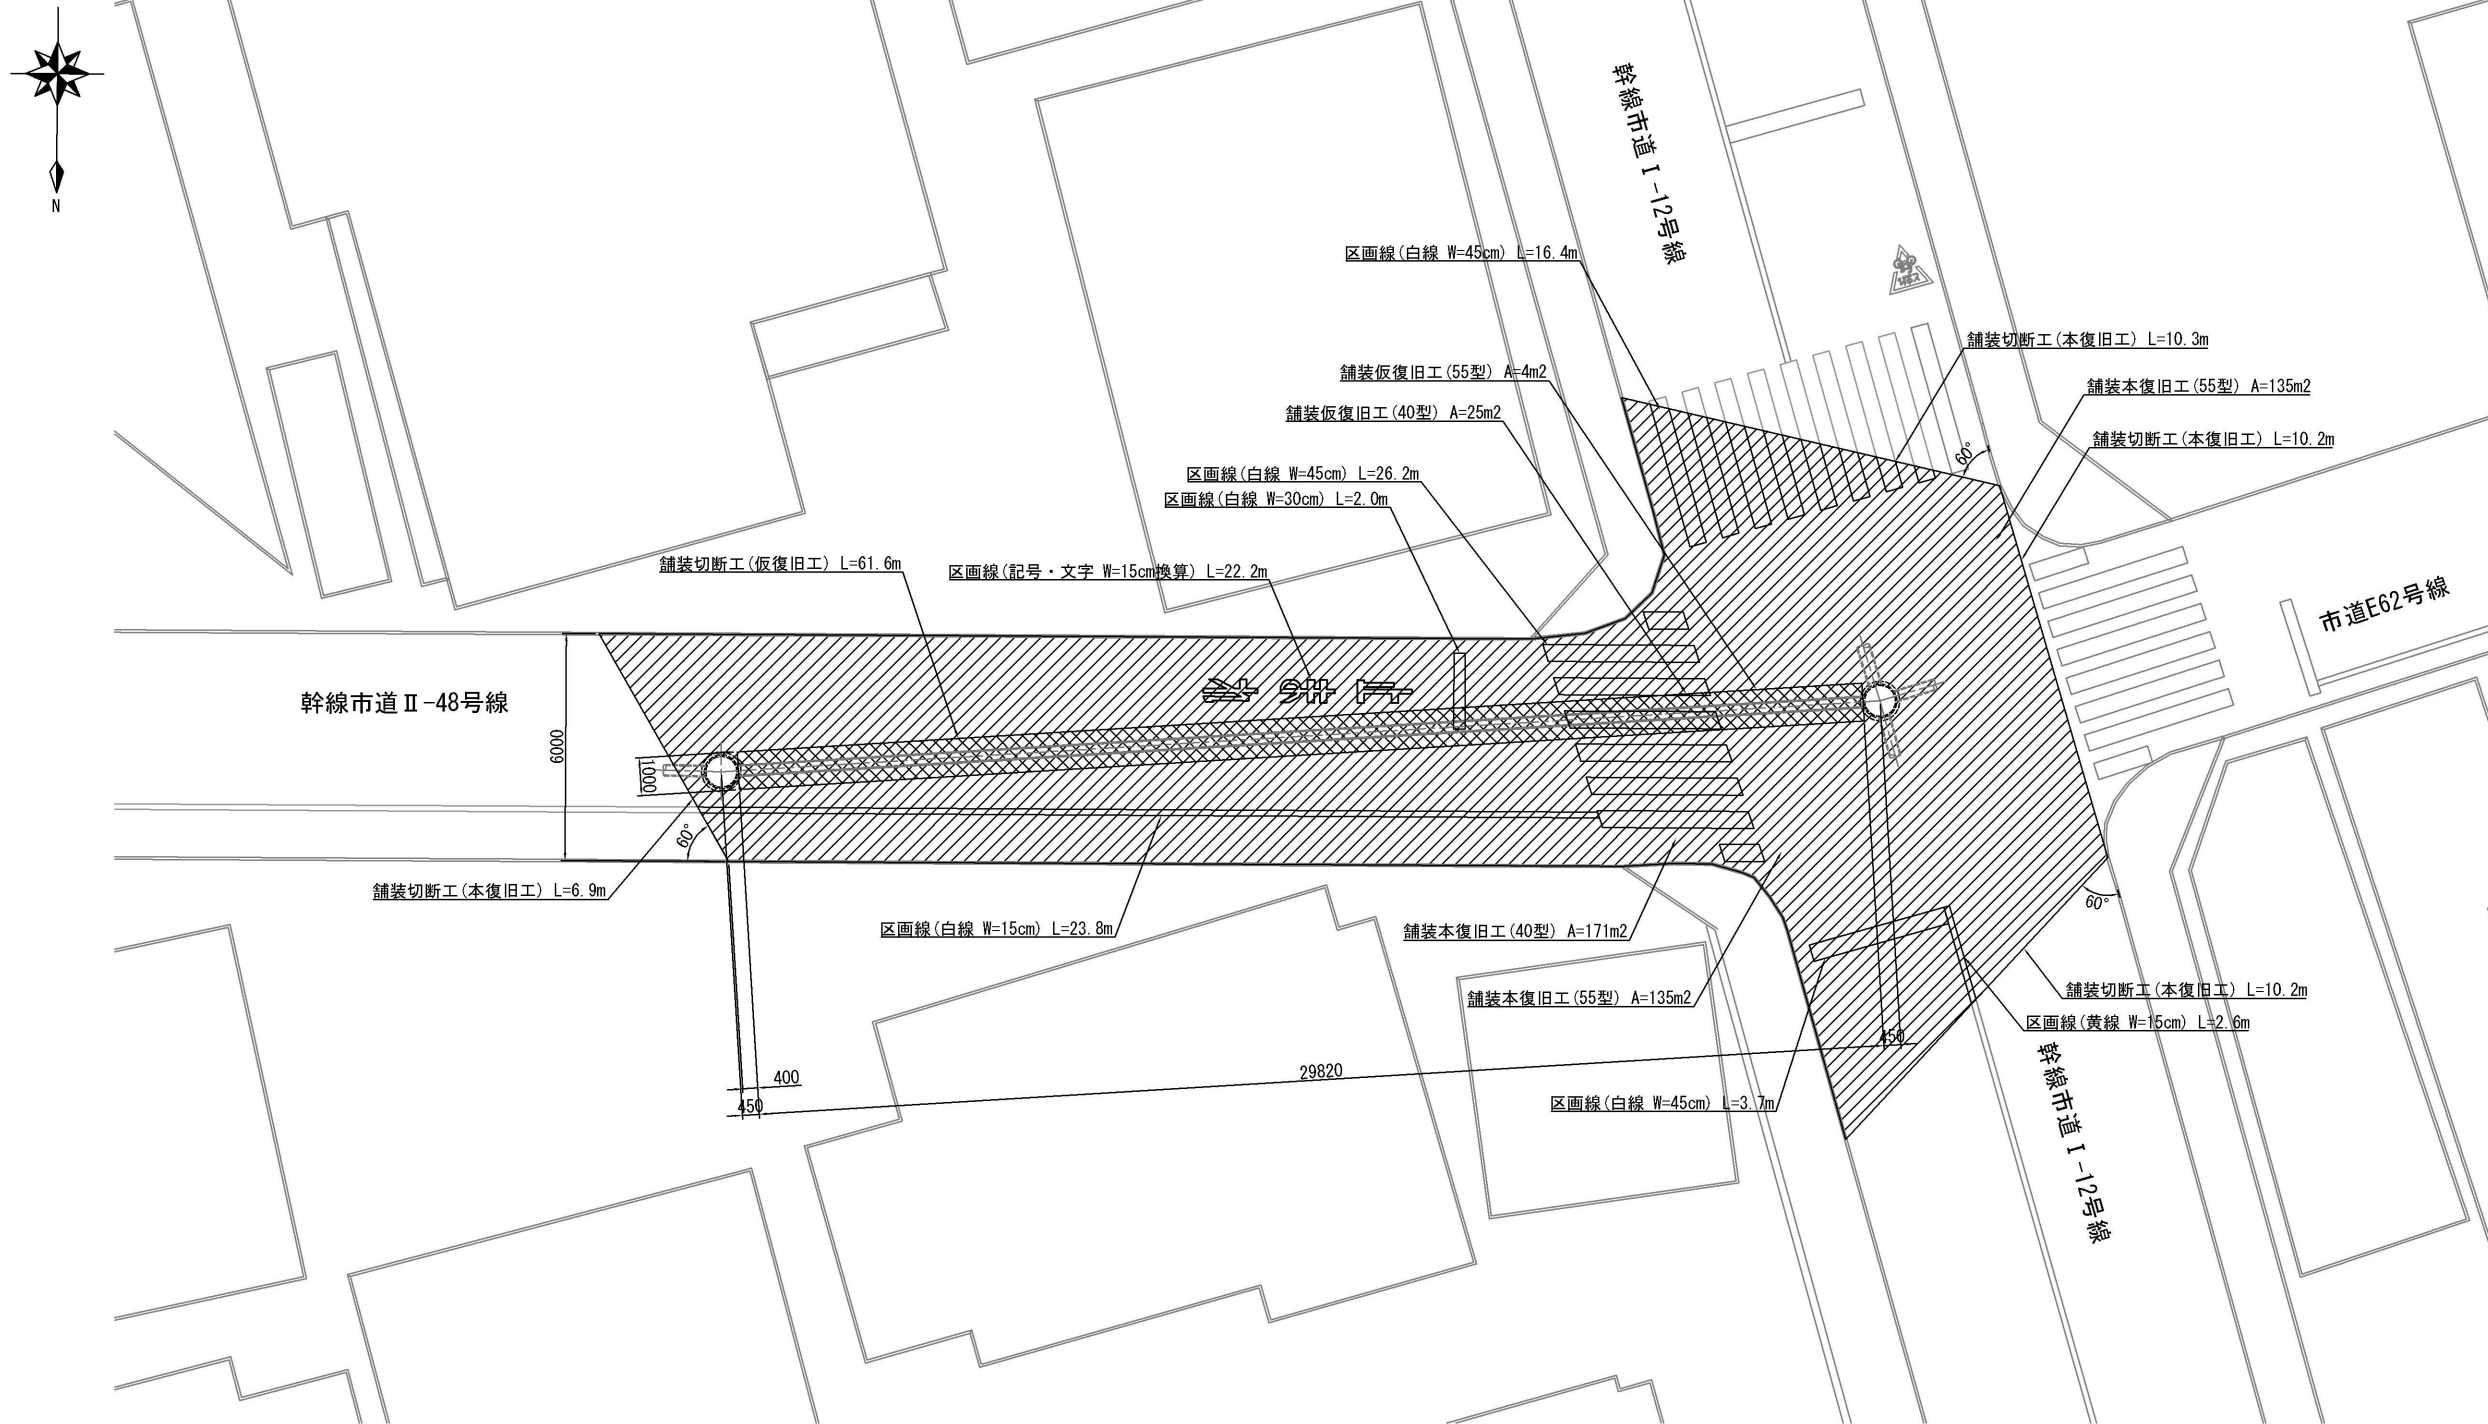 N
幹線市道Ⅰ-12号線
区画線(白線 W=45cm) L=16.4m
舗装切断工(本復旧工) L=10.3m
舗装仮復旧工(55型) A=4m2
舗装本復旧工(55型) A=135m2
舗装仮復旧工(40型) A=25m2
舗装切断工(本復旧工) L=10.2m
60°
区画線(白線 W=45cm) L=26.2m
区画線(白線 W=30cm) L=2.0m
舗装切断工(仮復旧工) L=61.6m
区画線(記号・文字 W=15cm換算) L=22.2m
市道E62号線
幹線市道Ⅱ-48号線
止まれ
6000
1000
60°
舗装切断工(本復旧工) L=6.9m
60°
区画線(白線 W=15cm) L=23.8m
舗装本復旧工(40型) A=171m2
舗装本復旧工(55型) A=135m2
舗装切断工(本復旧工) L=10.2m
区画線(黄線 W=15cm) L=2.6m
450
400
29820
450
区画線(白線 W=45cm) L=3.7m
幹線市道Ⅰ-12号線